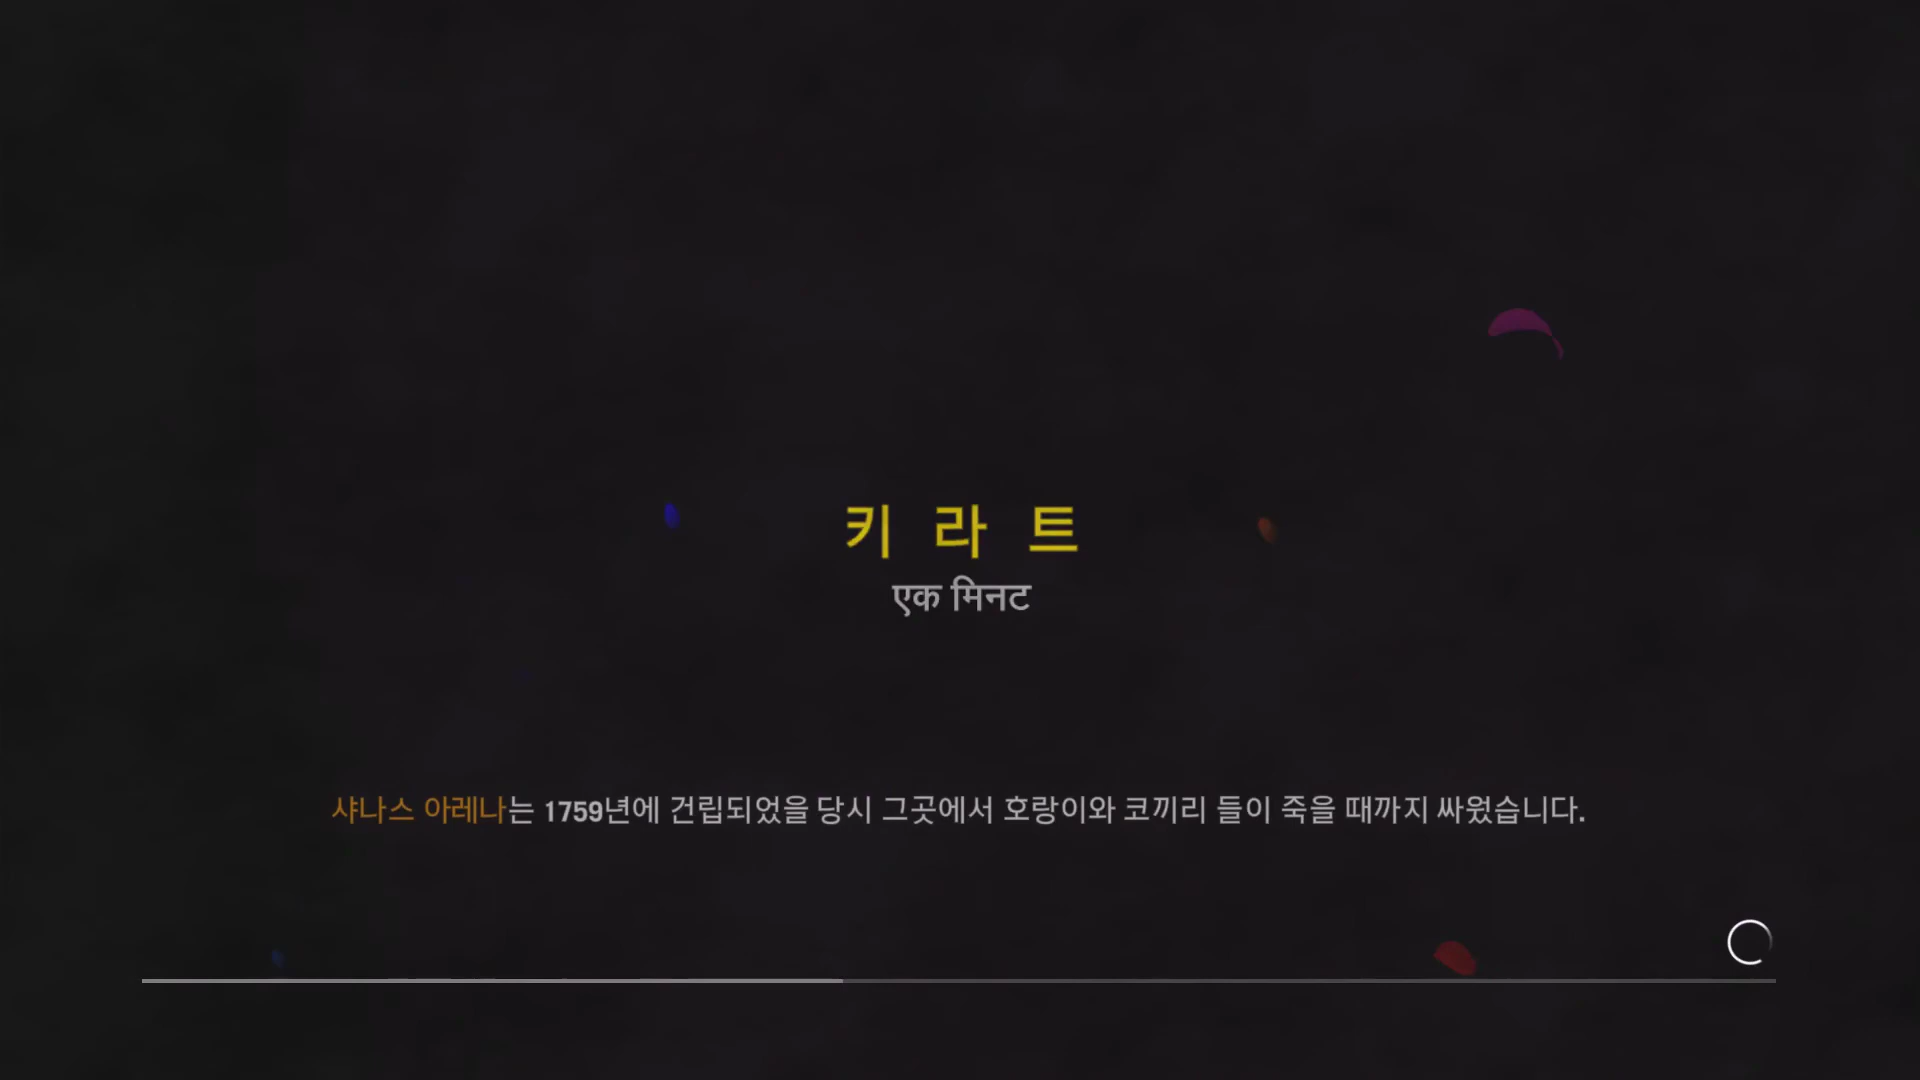 키 라 트
एक मिनट
샤나스 아레나는 1759년에 건립되었을 당시 그곳에서 호랑이와 코끼리 들이 죽을 때까지 싸웠습니다.